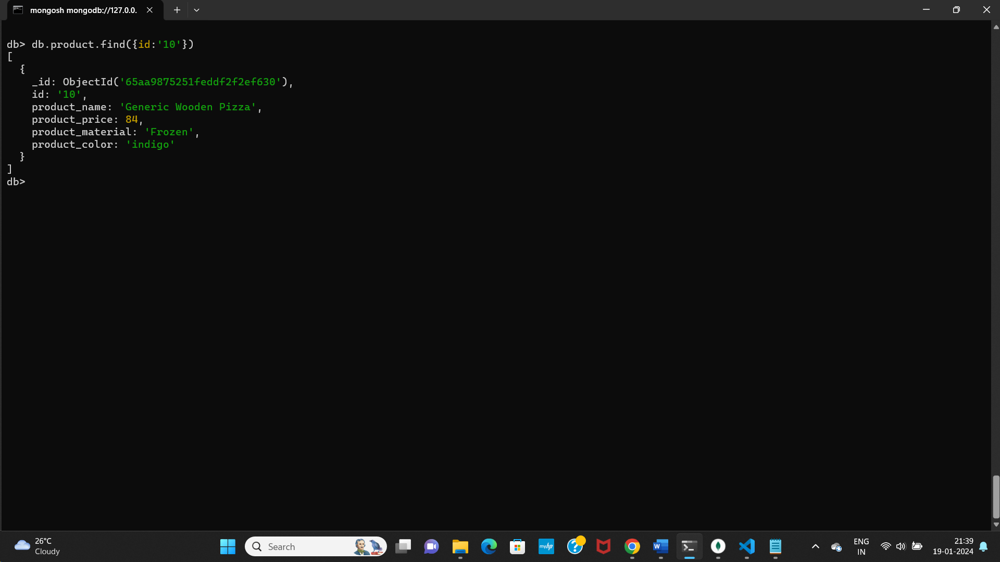 mongosh mongodb://127.0.0.
db> db.product.find({id:'10'})
[
  {
    _id: ObjectId('65aa9875251feddf2f2ef630'),
    id: '10',
    product_name: 'Generic Wooden Pizza',
    product_price: 84,
    product_material: 'Frozen',
    product_color: 'indigo'
  }
]
db>
26°C
Cloudy
Search
myhp
W
ENG
IN
21:39
19-01-2024